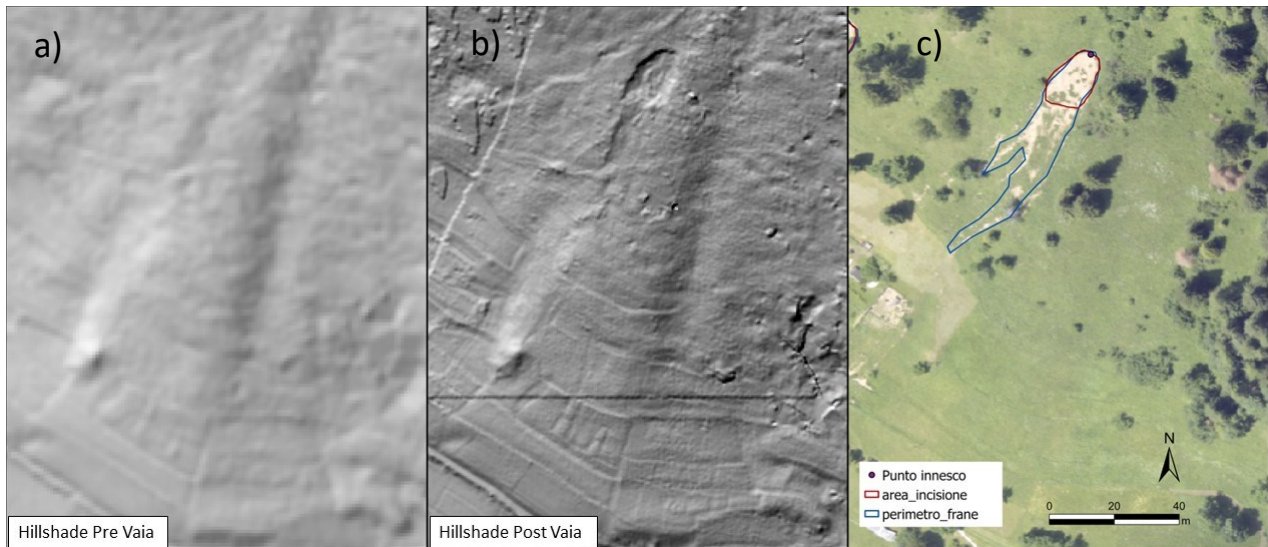 a)
b)
c)
Hillshade Pre Vaia
Hillshade Post Vaia
Punto innesco
area_incisione
perimetro_frane
N
0 20 40
m